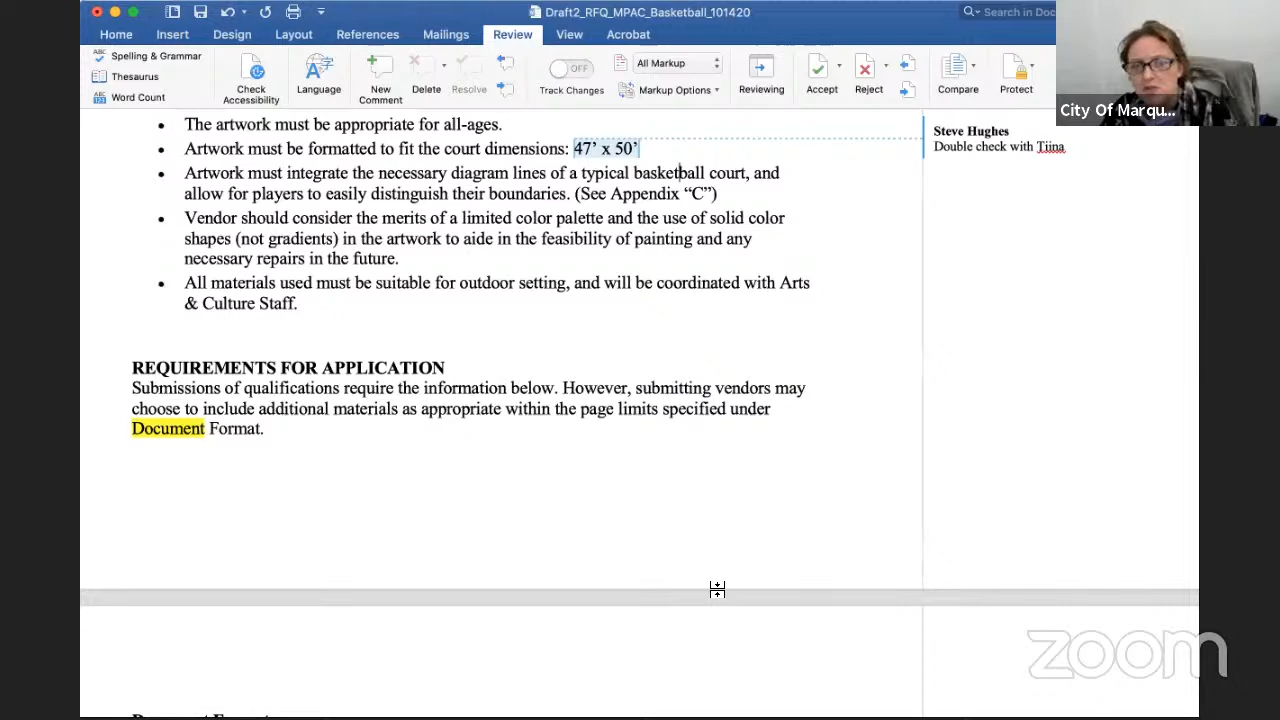 Draft2_RFQ_MPAC_Basketball_101420
Search in Doc
Home Insert Design Layout References Mailings Review View Acrobat
Spelling & Grammar
Thesaurus
Word Count
Check Accessibility
Language
New Comment
Delete
Resolve
OFF
Track Changes
All Markup
Markup Options
Reviewing
Accept
Reject
Compare
Protect
City Of Marqu...
• The artwork must be appropriate for all-ages.
• Artwork must be formatted to fit the court dimensions: 47’ x 50’
Steve Hughes
Double check with Tiina
• Artwork must integrate the necessary diagram lines of a typical basketball court, and
allow for players to easily distinguish their boundaries. (See Appendix “C”)
• Vendor should consider the merits of a limited color palette and the use of solid color
shapes (not gradients) in the artwork to aide in the feasibility of painting and any
necessary repairs in the future.
• All materials used must be suitable for outdoor setting, and will be coordinated with Arts
& Culture Staff.
REQUIREMENTS FOR APPLICATION
Submissions of qualifications require the information below. However, submitting vendors may
choose to include additional materials as appropriate within the page limits specified under
Document Format.
zoom